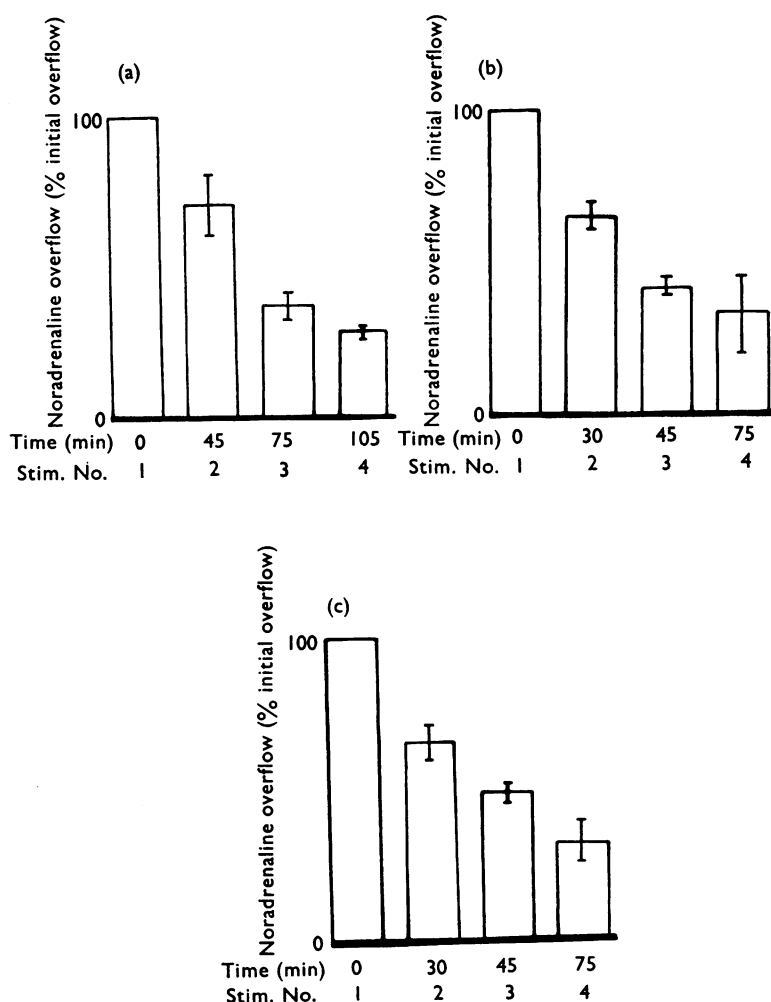 (a)
Noradrenaline overflow (% initial overflow)
100
0
Time (min) 0 45 75 105
Stim. No. 1 2 3 4
(b)
Noradrenaline overflow (% initial overflow)
100
0
Time (min) 0 30 45 75
Stim. No. 1 2 3 4
(c)
Noradrenaline overflow (% initial overflow)
100
0
Time (min) 0 30 45 75
Stim. No. 1 2 3 4